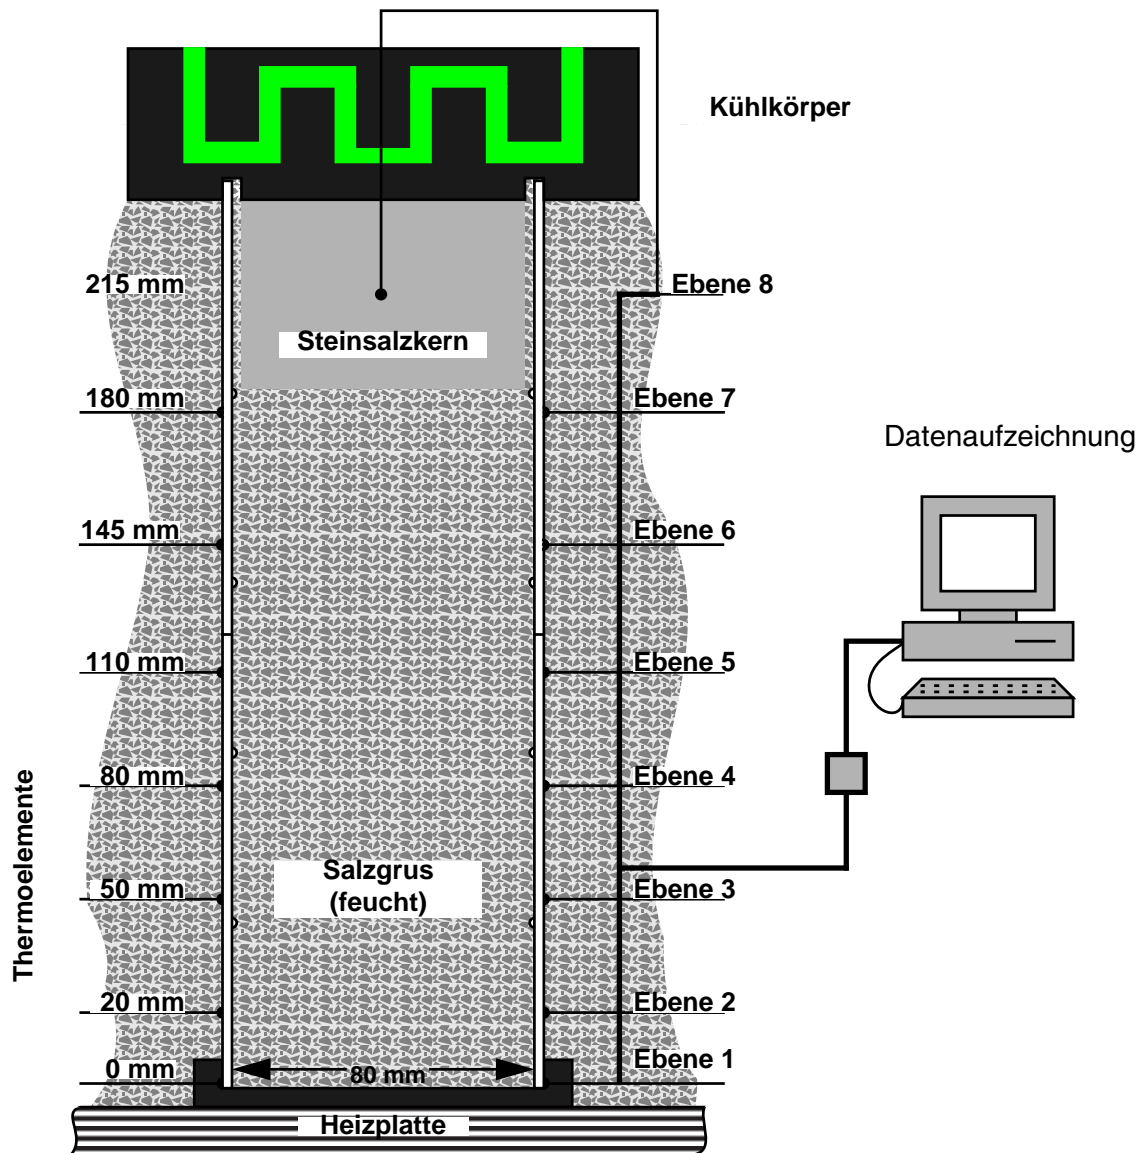 Kühlkörper
215 mm
Ebene 8
Steinsalzkern
180 mm
Ebene 7
Datenaufzeichnung
145 mm
Ebene 6
110 mm
Ebene 5
Thermoelemente
80 mm
Ebene 4
Salzgrus
(feucht)
50 mm
Ebene 3
20 mm
Ebene 2
0 mm
80 mm
Ebene 1
Heizplatte